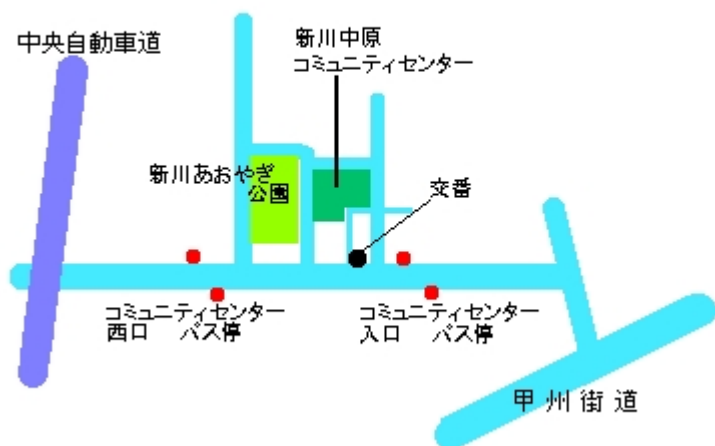 中央自動車道
新川中原
コミュニティセンター
新川あおやぎ
公園
交番
コミュニティセンター
西口 バス停
コミュニティセンター
入口 バス停
甲州街道